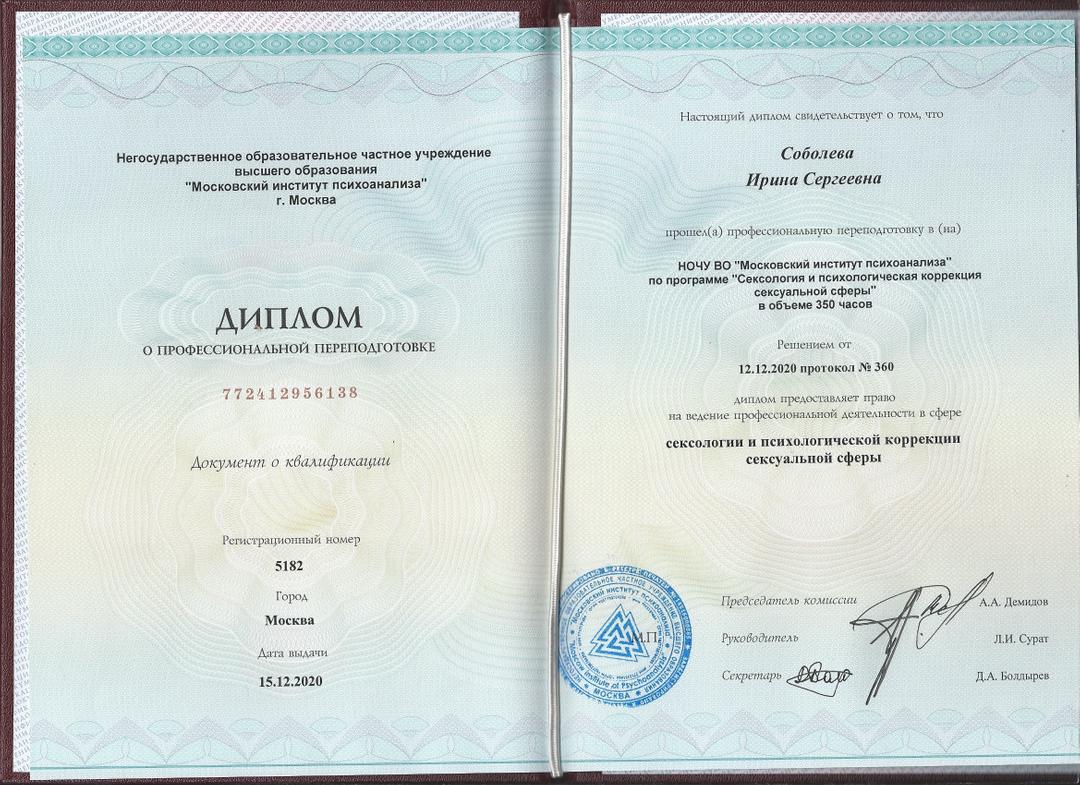 Негосударственное образовательное частное учреждение
высшего образования
"Московский институт психоанализа"
г. Москва
ДИПЛОМ
О ПРОФЕССИОНАЛЬНОЙ ПЕРЕПОДГОТОВКЕ
772412956138
Документ о квалификации
Регистрационный номер
5182
Город
Москва
Дата выдачи
15.12.2020
Настоящий диплом свидетельствует о том, что
Соболева
Ирина Сергеевна
прошел(а) профессиональную переподготовку в (на)
НОЧУ ВО "Московский институт психоанализа"
по программе "Сексология и психологическая коррекция
сексуальной сферы"
в объеме 350 часов
Решением от
12.12.2020 протокол № 360
диплом предоставляет право
на ведение профессиональной деятельности в сфере
сексологии и психологической коррекции
сексуальной сферы
Председатель комиссии А.А. Демидов
М.П.
Руководитель Л.И. Сурат
Секретарь Д.А. Болдырев
"Московский институт психоанализа"
"Moscow Institute of Psychoanalysis"
МОСКВА